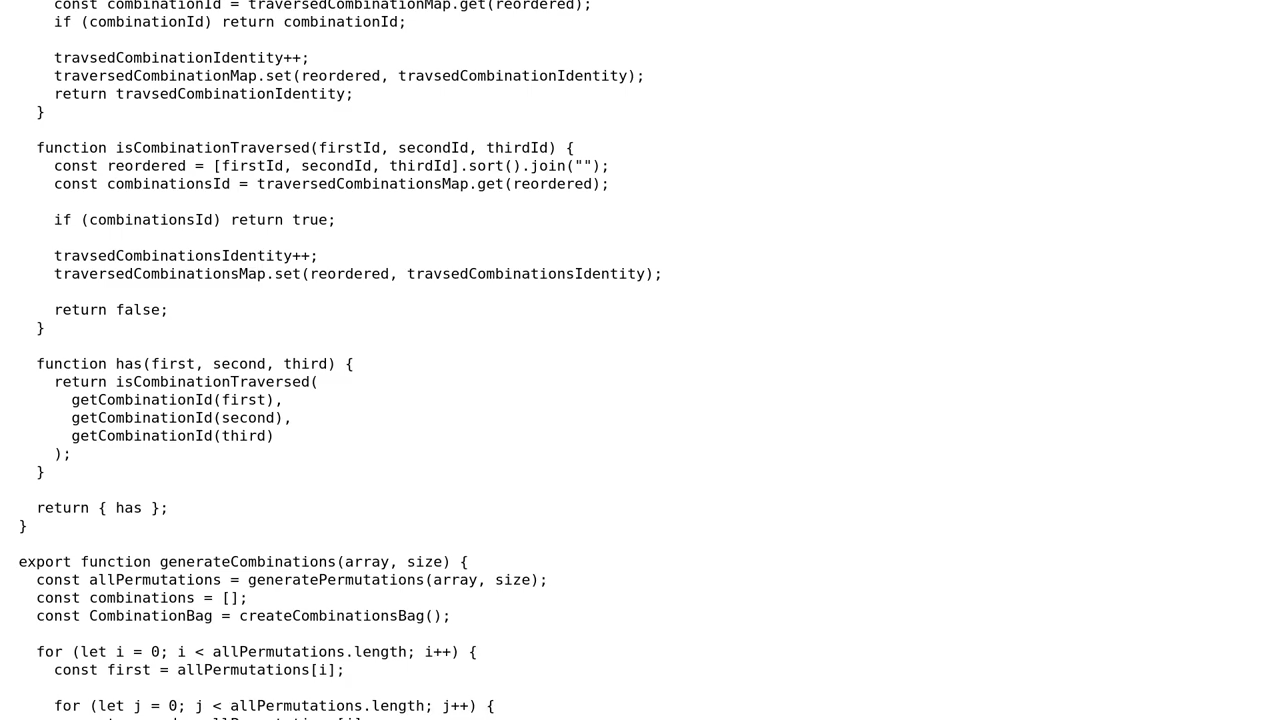 const combinationId = traversedCombinationMap.get(reordered);
if (combinationId) return combinationId;
travsedCombinationIdentity++;
traversedCombinationMap.set(reordered, travsedCombinationIdentity);
return travsedCombinationIdentity;
}
function isCombinationTraversed(firstId, secondId, thirdId) {
const reordered = [firstId, secondId, thirdId].sort().join("");
const combinationsId = traversedCombinationsMap.get(reordered);
if (combinationsId) return true;
travsedCombinationsIdentity++;
traversedCombinationsMap.set(reordered, travsedCombinationsIdentity);
return false;
}
function has(first, second, third) {
return isCombinationTraversed(
getCombinationId(first),
getCombinationId(second),
getCombinationId(third)
);
}
return { has };
}
export function generateCombinations(array, size) {
const allPermutations = generatePermutations(array, size);
const combinations = [];
const CombinationBag = createCombinationsBag();
for (let i = 0; i < allPermutations.length; i++) {
const first = allPermutations[i];
for (let j = 0; j < allPermutations.length; j++) {